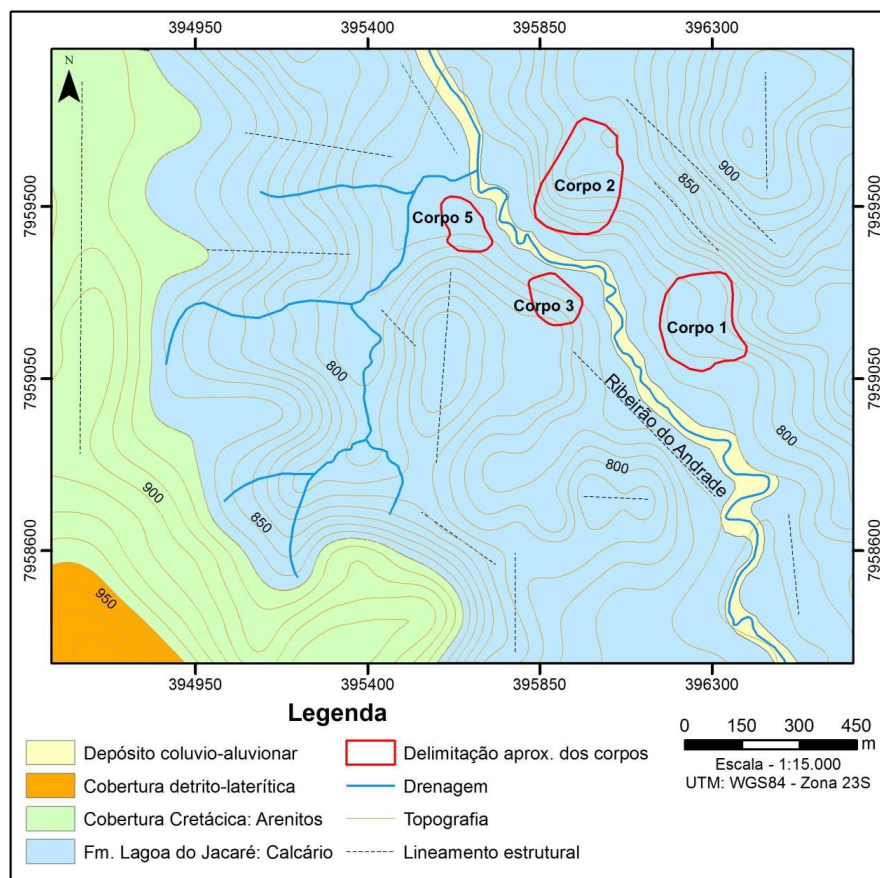 394950 395400 395850 396300
N
900
Corpo 2
850
7959500
7959500
Corpo 5
Corpo 3
Corpo 1
7959050
7959050
800
Ribeirão do Andrade
800
800
900
850
7958600
7958600
950
394950 395400 395850 396300
Legenda
Depósito coluvio-aluvionar
Cobertura detrito-laterítica
Cobertura Cretácica: Arenitos
Fm. Lagoa do Jacaré: Calcário
Delimitação aprox. dos corpos
Drenagem
Topografia
Lineamento estrutural
0 150 300 450
m
Escala - 1:15.000
UTM: WGS84 - Zona 23S